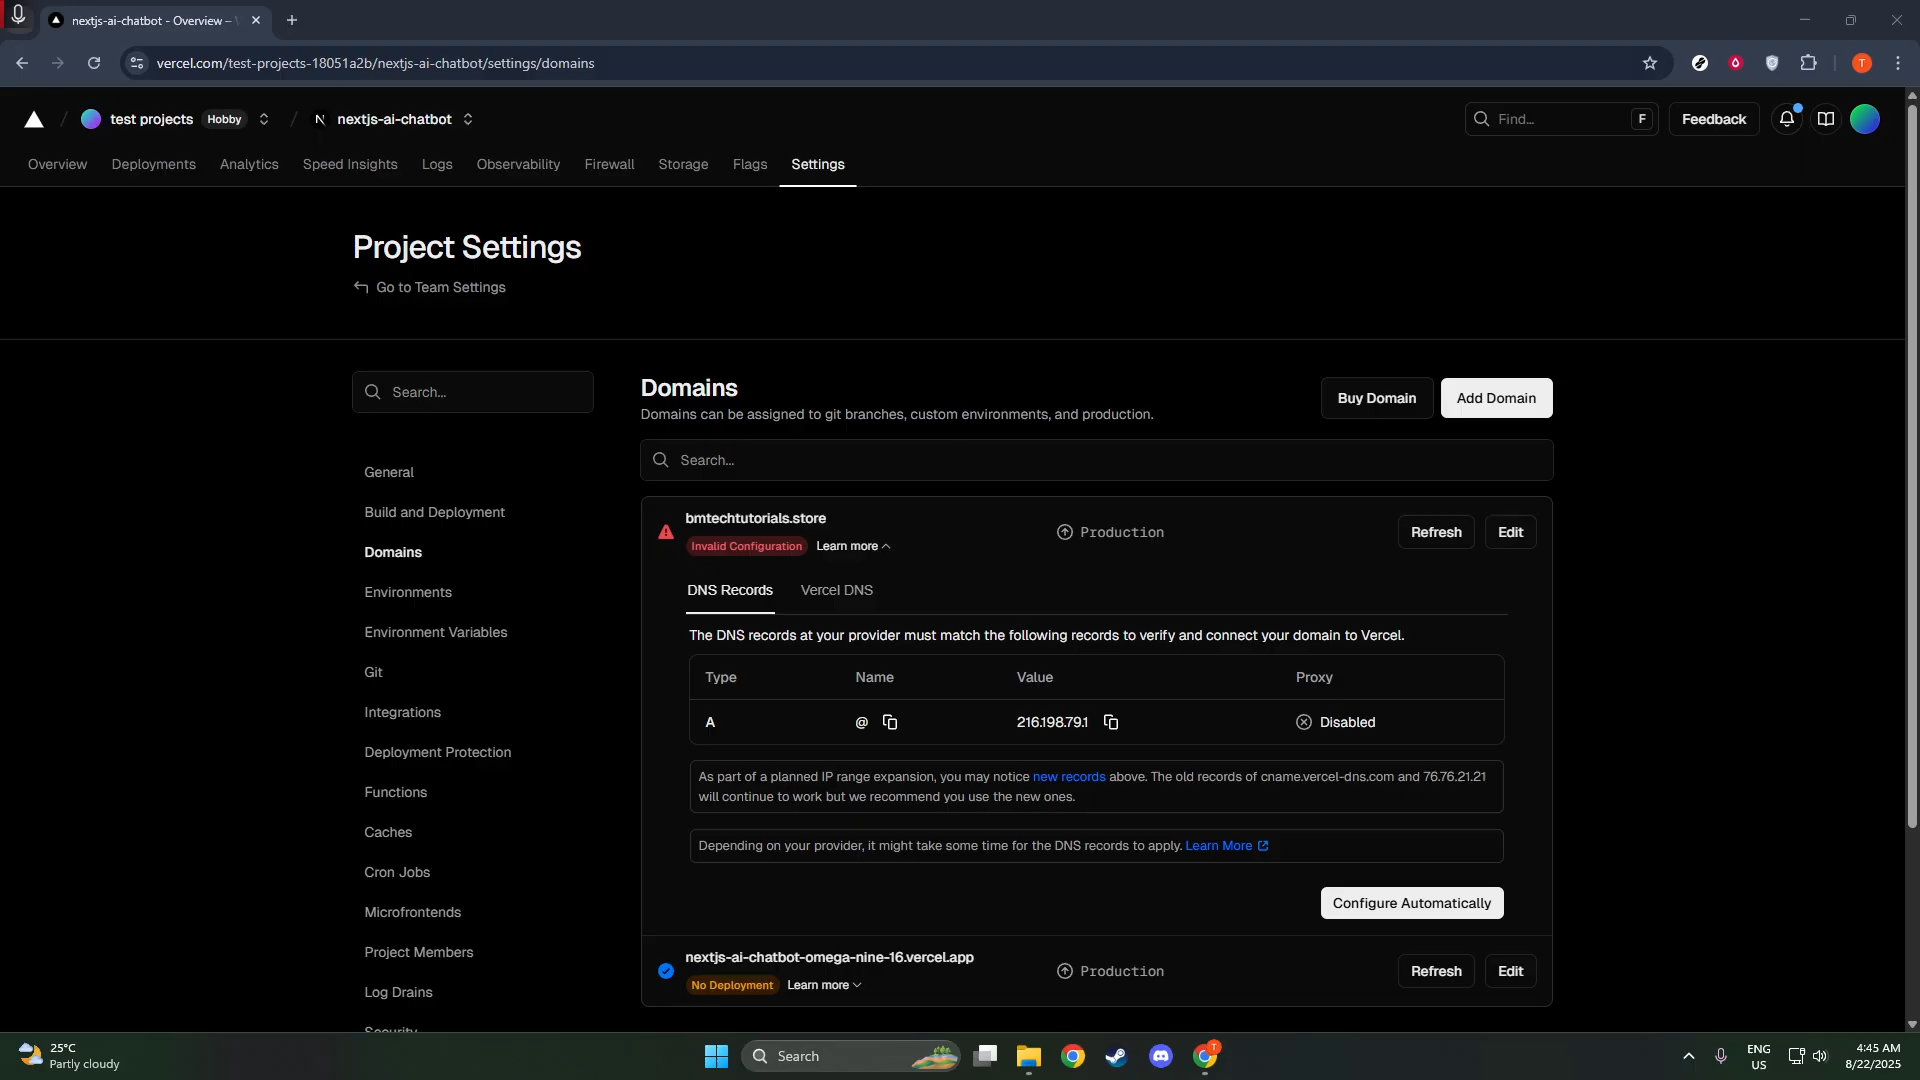 nextjs-ai-chatbot - Overview –
vercel.com/test-projects-18051a2b/nextjs-ai-chatbot/settings/domains
T
test projects Hobby
N nextjs-ai-chatbot
Find... F
Feedback
Overview Deployments Analytics Speed Insights Logs Observability Firewall Storage Flags Settings
Project Settings
Go to Team Settings
Search...
General
Build and Deployment
Domains
Environments
Environment Variables
Git
Integrations
Deployment Protection
Functions
Caches
Cron Jobs
Microfrontends
Project Members
Log Drains
Security
Domains
Domains can be assigned to git branches, custom environments, and production.
Buy Domain Add Domain
Search...
bmtechtutorials.store
Invalid Configuration Learn more
Production
Refresh Edit
DNS Records Vercel DNS
The DNS records at your provider must match the following records to verify and connect your domain to Vercel.
Type Name Value Proxy
A @ 216.198.79.1 Disabled
As part of a planned IP range expansion, you may notice new records above. The old records of cname.vercel-dns.com and 76.76.21.21
will continue to work but we recommend you use the new ones.
Depending on your provider, it might take some time for the DNS records to apply. Learn More
Configure Automatically
nextjs-ai-chatbot-omega-nine-16.vercel.app
No Deployment Learn more
Production
Refresh Edit
25°C
Partly cloudy
Search
T
ENG
US
4:45 AM
8/22/2025